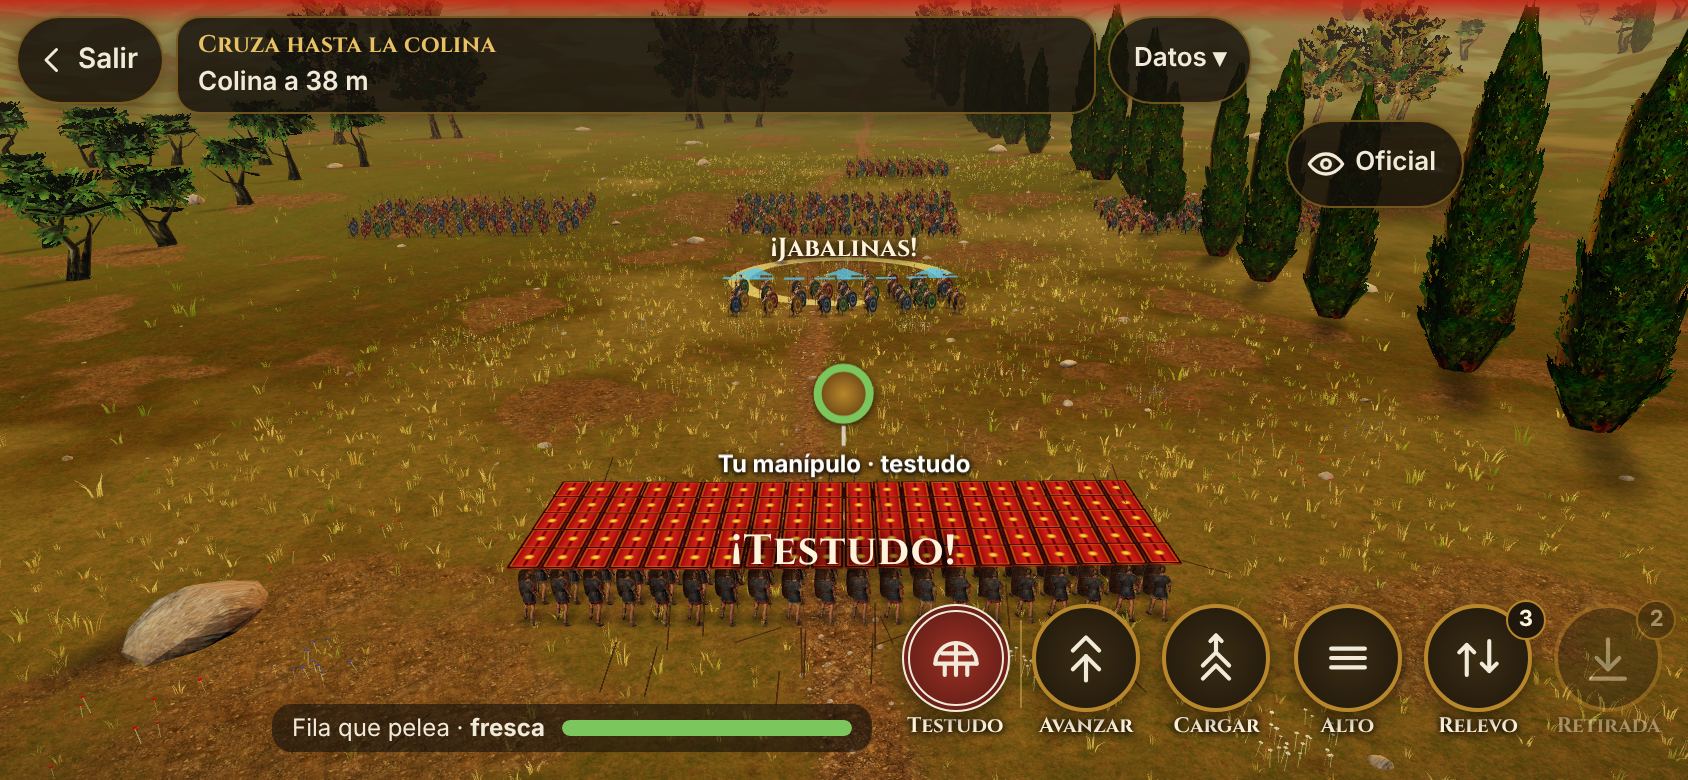 Salir
Cruza hasta la colina
Colina a 38 m
Datos ▾
Oficial
¡Jabalinas!
Tu manípulo · testudo
¡Testudo!
3
2
Testudo
Avanzar
Cargar
Alto
Relevo
Retirada
Fila que pelea · fresca